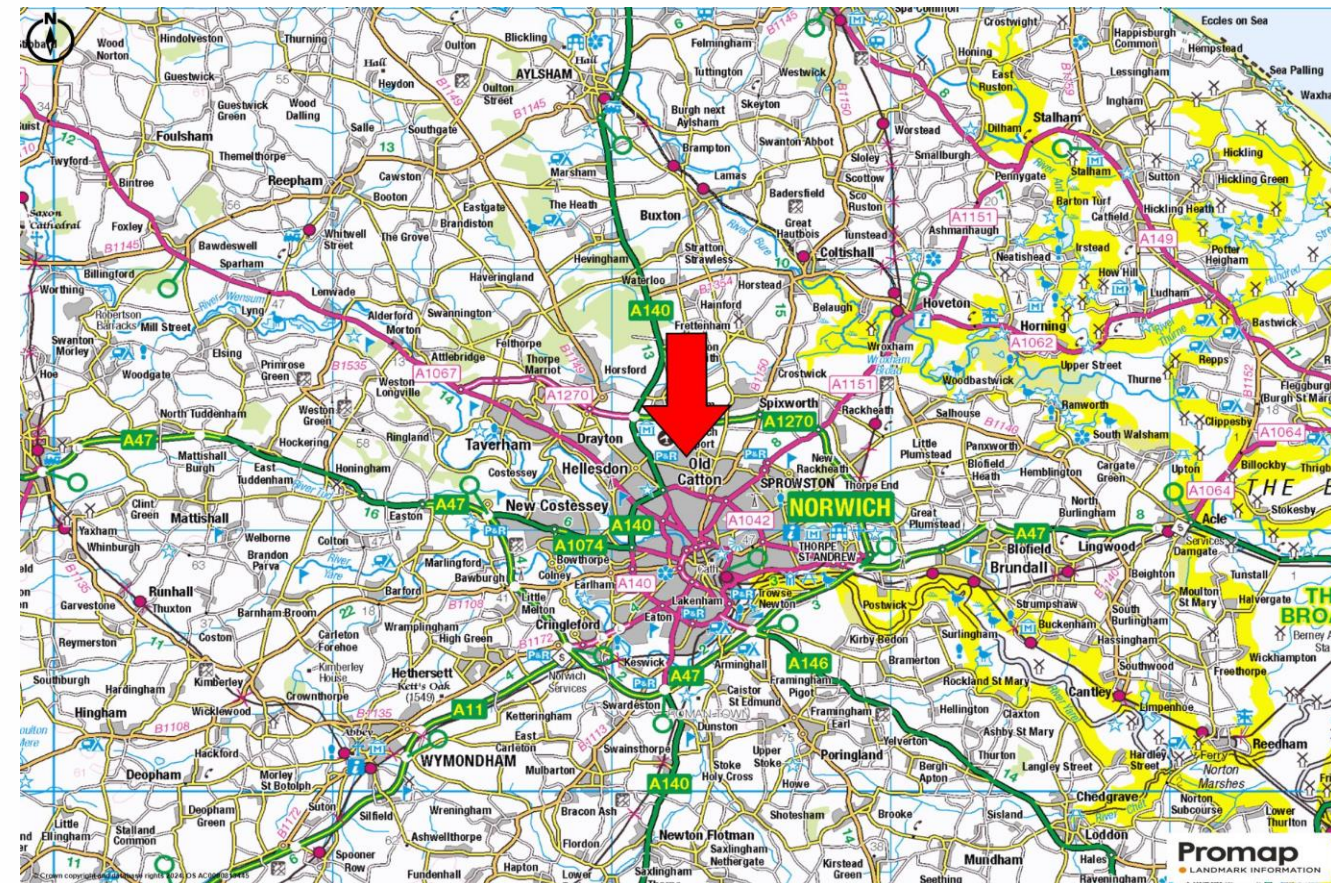 N
Wood
Norton
Hindolveston
Thurning
Hall
Heydon
Oulton
Oulton
Street
Blickling
Hall
AYLSHAM
B1145
B1149
Felmingham
Tuttington
Westwick
B1145
B1150
Crostwight
Honing
East
Ruston
Happisburgh
Common
Eccles on Sea
Hempstead
Sea Palling
Lessingham
Ingham
Guestwick
Guestwick
Green
Wood
Dalling
Salle
Southgate
Burgh next
Aylsham
Skeyton
Swanton Abbot
Worstead
Dilham
Stalham
Foulsham
Themelthorpe
Twyford
Bintree
Reepham
Cawston
Booton
Eastgate
Brandiston
Marsham
The Heath
Brampton
Lamas
Buxton
Badersfield
Sloley
Scottow
Smallburgh
Pennygate
Stalham
Sutton
Hickling
Hickling Green
Saxon
Cathedral
Foxley
Bawdeswell
B1145
Billingford
Sparham
Whitwell
Street
The Grove
Haveringland
Hevingham
Stratton
Strawless
Great
Hautbois
Sco
Ruston
Tunstead
Coltishall
A1151
Ashmanhaugh
Barton Turf
Catfield
Hickling Heath
A149
Neatishead
Irstead
How Hill
Potter
Heigham
Worthing
Robertson
Barracks
Mill Street
River Wensum
Lyng
Lenwade
Alderford
Morton
Swannington
Waterloo
A140
Horstead
Hainford
Frettenham
Belaugh
Hoveton
Horning
Ludham
Bastwick
Swanton
Morley
Elsing
Primrose
Green
B1535
Attlebridge
A1067
Felthorpe
Thorpe
Marriot
B1149
Horsford
Crostwick
B1150
A1151
Wroxham
Wroxham
Broad
A1062
Woodbastwick
Upper Street
Thurne
Repps
B1152
Hoe
Woodgate
Weston
Green
Weston
Longville
A1270
Spixworth
Rackheath
Salhouse
Ranworth
Fleggburgh
Clippesby
North Tuddenham
A47
Hockering
Ringland
Taverham
Drayton
A1270
Little
Plumstead
Panxworth
B1140
South Walsham
A1064
Mattishall
Burgh
East
Tuddenham
Honingham
Costessey
Hellesdon
P&R
Old
Catton
P&R
SPROWSTON
New
Rackheath
Thorpe End
Blofield
Heath
Hemblington
Cargate
Green
Upton
Billockby
Clint
Green
Mattishall
A47
Easton
New Costessey
P&R
A140
A1074
A1042
NORWICH
Great
Plumstead
North
Burlingham
A1064
Acle
Stokesby
Yaxham
Whinburgh
Welborne
Brandon
Parva
Colton
Marlingford
Bawburgh
Bowthorpe
Colney
Earlham
A140
THORPE
ST ANDREW
A47
Blofield
Lingwood
Services
Damgate
B1135
Runhall
Thuxton
Garvestone
Barnham Broom
Barford
River
Yare
B1108
Little
Melton
Eaton
Lakenham
Trowse
Newton
P&R
Postwick
Brundall
Strumpshaw
Buckenham
B1140
Beighton
Moulton
St Mary
Tunstall
Halvergate
Reymerston
Coston
Carleton
Forehoe
Wramplingham
High Green
Cringleford
B1172
P&R
Keswick
P&R
A47
Arminghall
Kirby Bedon
Surlingham
South
Burlingham
Hassingham
Southburgh
Hardingham
Kimberley
Kimberley
House
Hethersett
Kett's Oak
(1549)
Norwich
Services
Caistor
St Edmund
A146
Framingham
Pigot
Bramerton
Rockland St Mary
Southwood
Freethorpe
Wickhampton
Hingham
B1108
Wicklewood
Crownthorpe
B1135
Abbey
A11
Ketteringham
Swardeston
Dunston
Framingham
Earl
Hellington
Claxton
Cantley
Limpenhoe
Hackford
WYMONDHAM
East
Carleton
B1113
Swainsthorpe
Upper
Stoke
Poringland
Yelverton
Ashby St Mary
Hardley
Street
Ferry
Reedham
Deopham
Morley
St Botolph
Mulbarton
Stoke
Holy Cross
Howe
Bergh
Apton
Thurton
Langley Street
Norton
Marshes
Deopham
Green
Suton
Silfield
Wreningham
Bracon Ash
A140
Shotesham
Brooke
Sisland
Chedgrave
Norton
Subcourse
Lower
Thurlton
Little
Ellingham
Stalland
Common
B1172
Spooner
Row
Ashwellthorpe
Flordon
Newton Flotman
Saxlingham
Nethergate
Kirstead
Green
Mundham
Loddon
Hales
Fundenhall
Hapton
Seething
Raveningham
Promap
LANDMARK INFORMATION